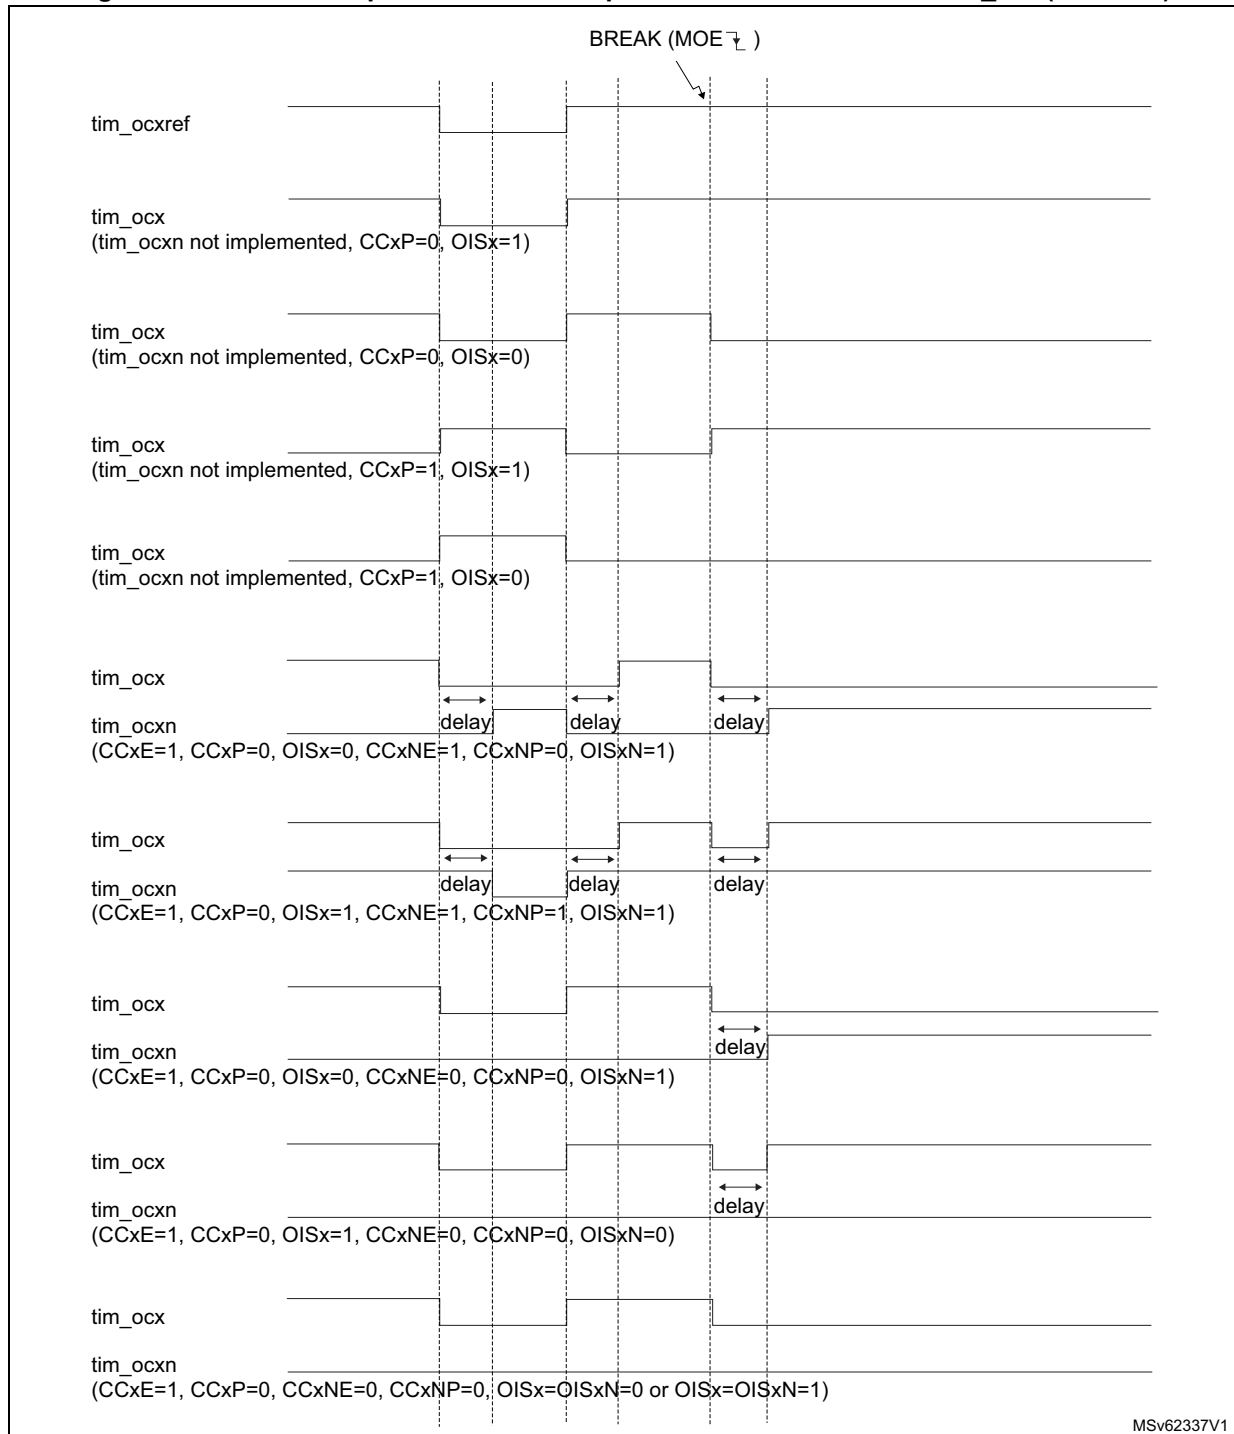 BREAK (MOE )
tim_ocxref
tim_ocx
(tim_ocxn not implemented, CCxP=0, OISx=1)
tim_ocx
(tim_ocxn not implemented, CCxP=0, OISx=0)
tim_ocx
(tim_ocxn not implemented, CCxP=1, OISx=1)
tim_ocx
(tim_ocxn not implemented, CCxP=1, OISx=0)
tim_ocx
delay delay delay
tim_ocxn
(CCxE=1, CCxP=0, OISx=0, CCxNE=1, CCxNP=0, OISxN=1)
tim_ocx
delay delay delay
tim_ocxn
(CCxE=1, CCxP=0, OISx=1, CCxNE=1, CCxNP=1, OISxN=1)
tim_ocx
delay
tim_ocxn
(CCxE=1, CCxP=0, OISx=0, CCxNE=0, CCxNP=0, OISxN=1)
tim_ocx
delay
tim_ocxn
(CCxE=1, CCxP=0, OISx=1, CCxNE=0, CCxNP=0, OISxN=0)
tim_ocx
tim_ocxn
(CCxE=1, CCxP=0, CCxNE=0, CCxNP=0, OISx=OISxN=0 or OISx=OISxN=1)
MSv62337V1